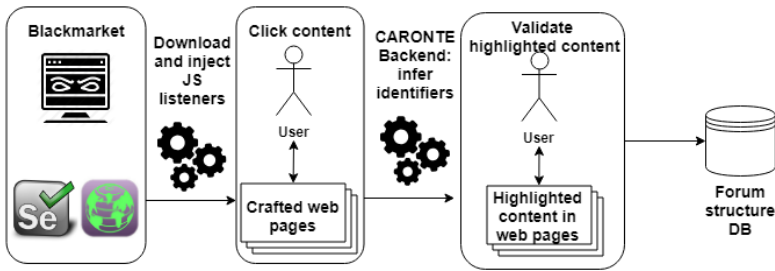 Blackmarket
Se
Download
and inject
JS
listeners
Click content
User
Crafted web
pages
CARONTE
Backend:
infer
identifiers
Validate
highlighted content
User
Highlighted
content in
web pages
Forum
structure
DB